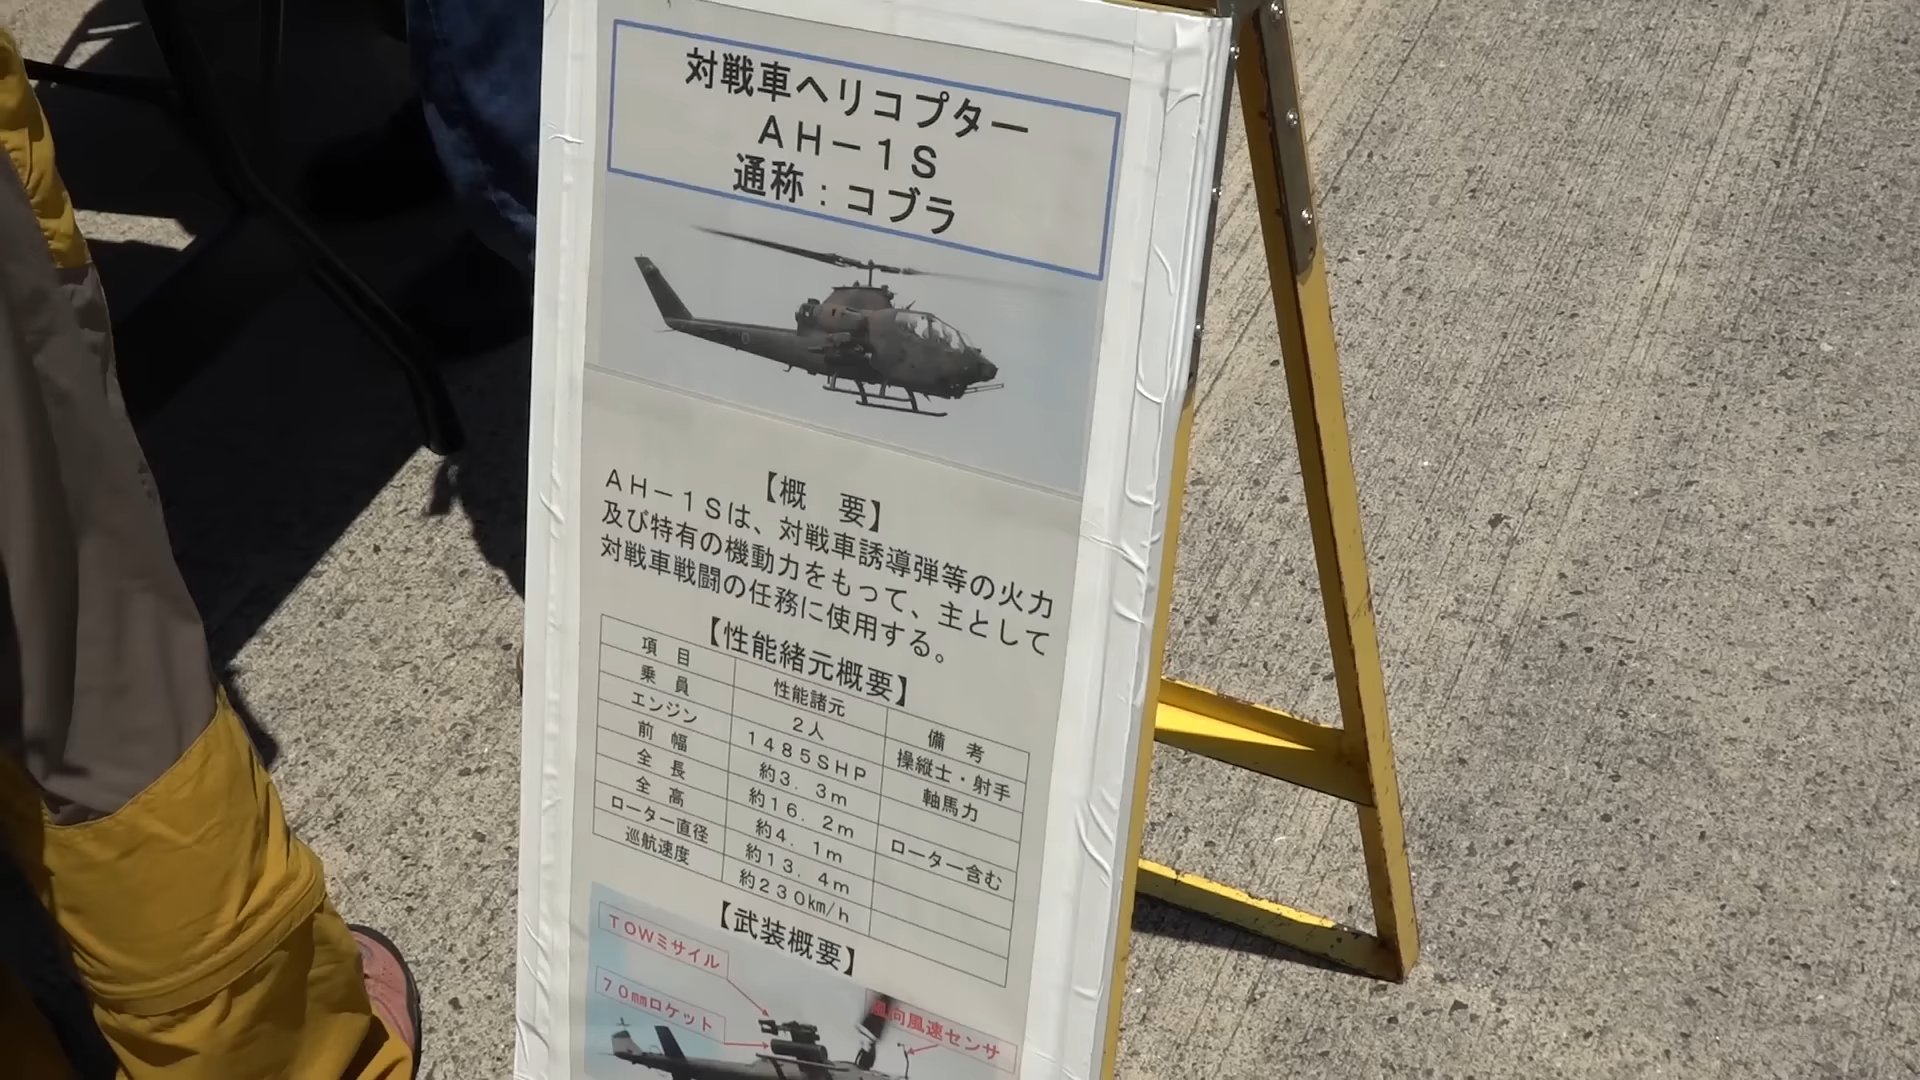 対戦車ヘリコプター
ＡＨ－１Ｓ
通称：コブラ
【概　要】
ＡＨ－１Ｓは、対戦車誘導弾等の火力
及び特有の機動力をもって、主として
対戦車戦闘の任務に使用する。
【性能緒元概要】
項　目　性能諸元　備　考
乗　員　２人　操縦士・射手
エンジン　１４８５ＳＨＰ　軸馬力
前　幅　約３．３ｍ
全　長　約１６．２ｍ　ローター含む
全　高　約４．１ｍ
ローター直径　約１３．４ｍ
巡航速度　約２３０㎞/ｈ
【武装概要】
ＴＯＷミサイル
７０㎜ロケット
風向風速センサ